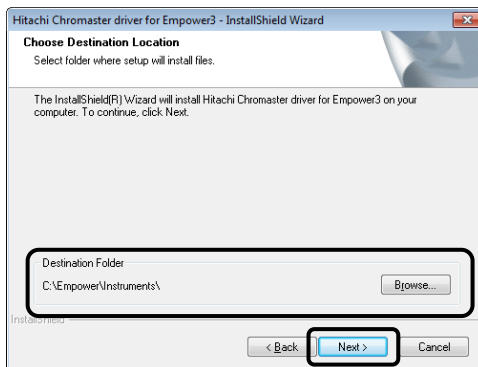 Hitachi Chromaster driver for Empower3 - InstallShield Wizard
Choose Destination Location
Select folder where setup will install files.
The InstallShield(R) Wizard will install Hitachi Chromaster driver for Empower3 on your
computer. To continue, click Next.
Destination Folder
C:\Empower\Instruments\
Browse...
InstallShield
< Back
Next >
Cancel